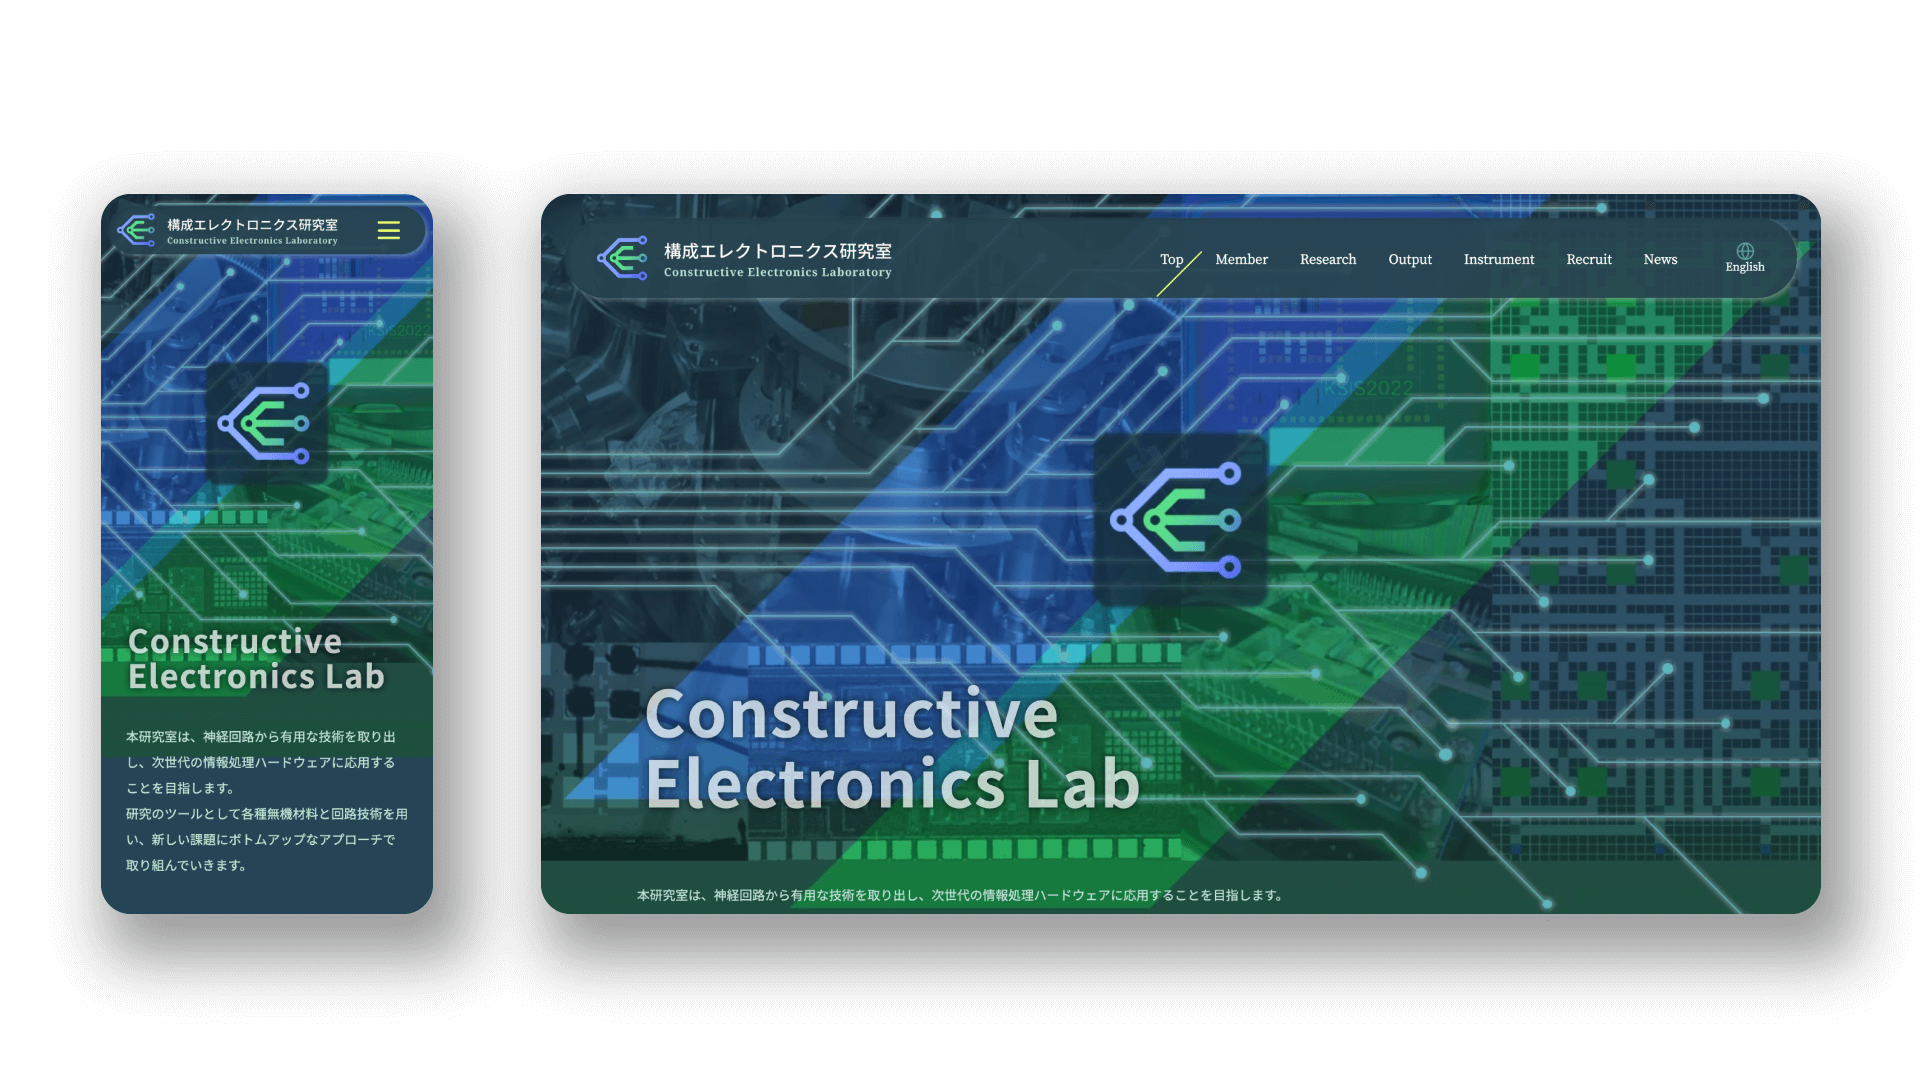 構成エレクトロニクス研究室
Constructive Electronics Laboratory
KSIS2022
Constructive
Electronics Lab
本研究室は、神経回路から有用な技術を取り出
し、次世代の情報処理ハードウェアに応用する
ことを目指します。
研究のツールとして各種無機材料と回路技術を用
い、新しい課題にボトムアップなアプローチで
取り組んでいきます。
構成エレクトロニクス研究室
Constructive Electronics Laboratory
Top Member Research Output Instrument Recruit News English
KSIS2022
Constructive
Electronics Lab
本研究室は、神経回路から有用な技術を取り出し、次世代の情報処理ハードウェアに応用することを目指します。